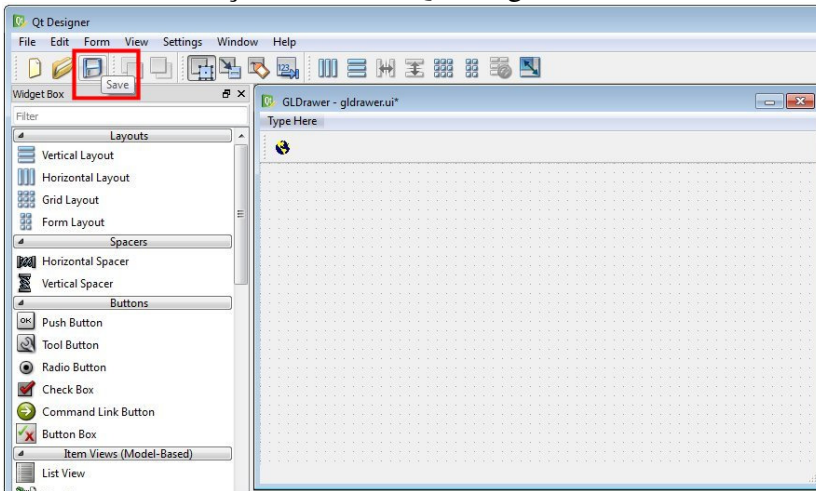 Qt Designer
File Edit Form View Settings Window Help
Save
Widget Box
Filter
Layouts
Vertical Layout
Horizontal Layout
Grid Layout
Form Layout
Spacers
Horizontal Spacer
Vertical Spacer
Buttons
OK Push Button
Tool Button
Radio Button
Check Box
Command Link Button
Button Box
Item Views (Model-Based)
List View
GLDrawer - gldrawer.ui*
Type Here